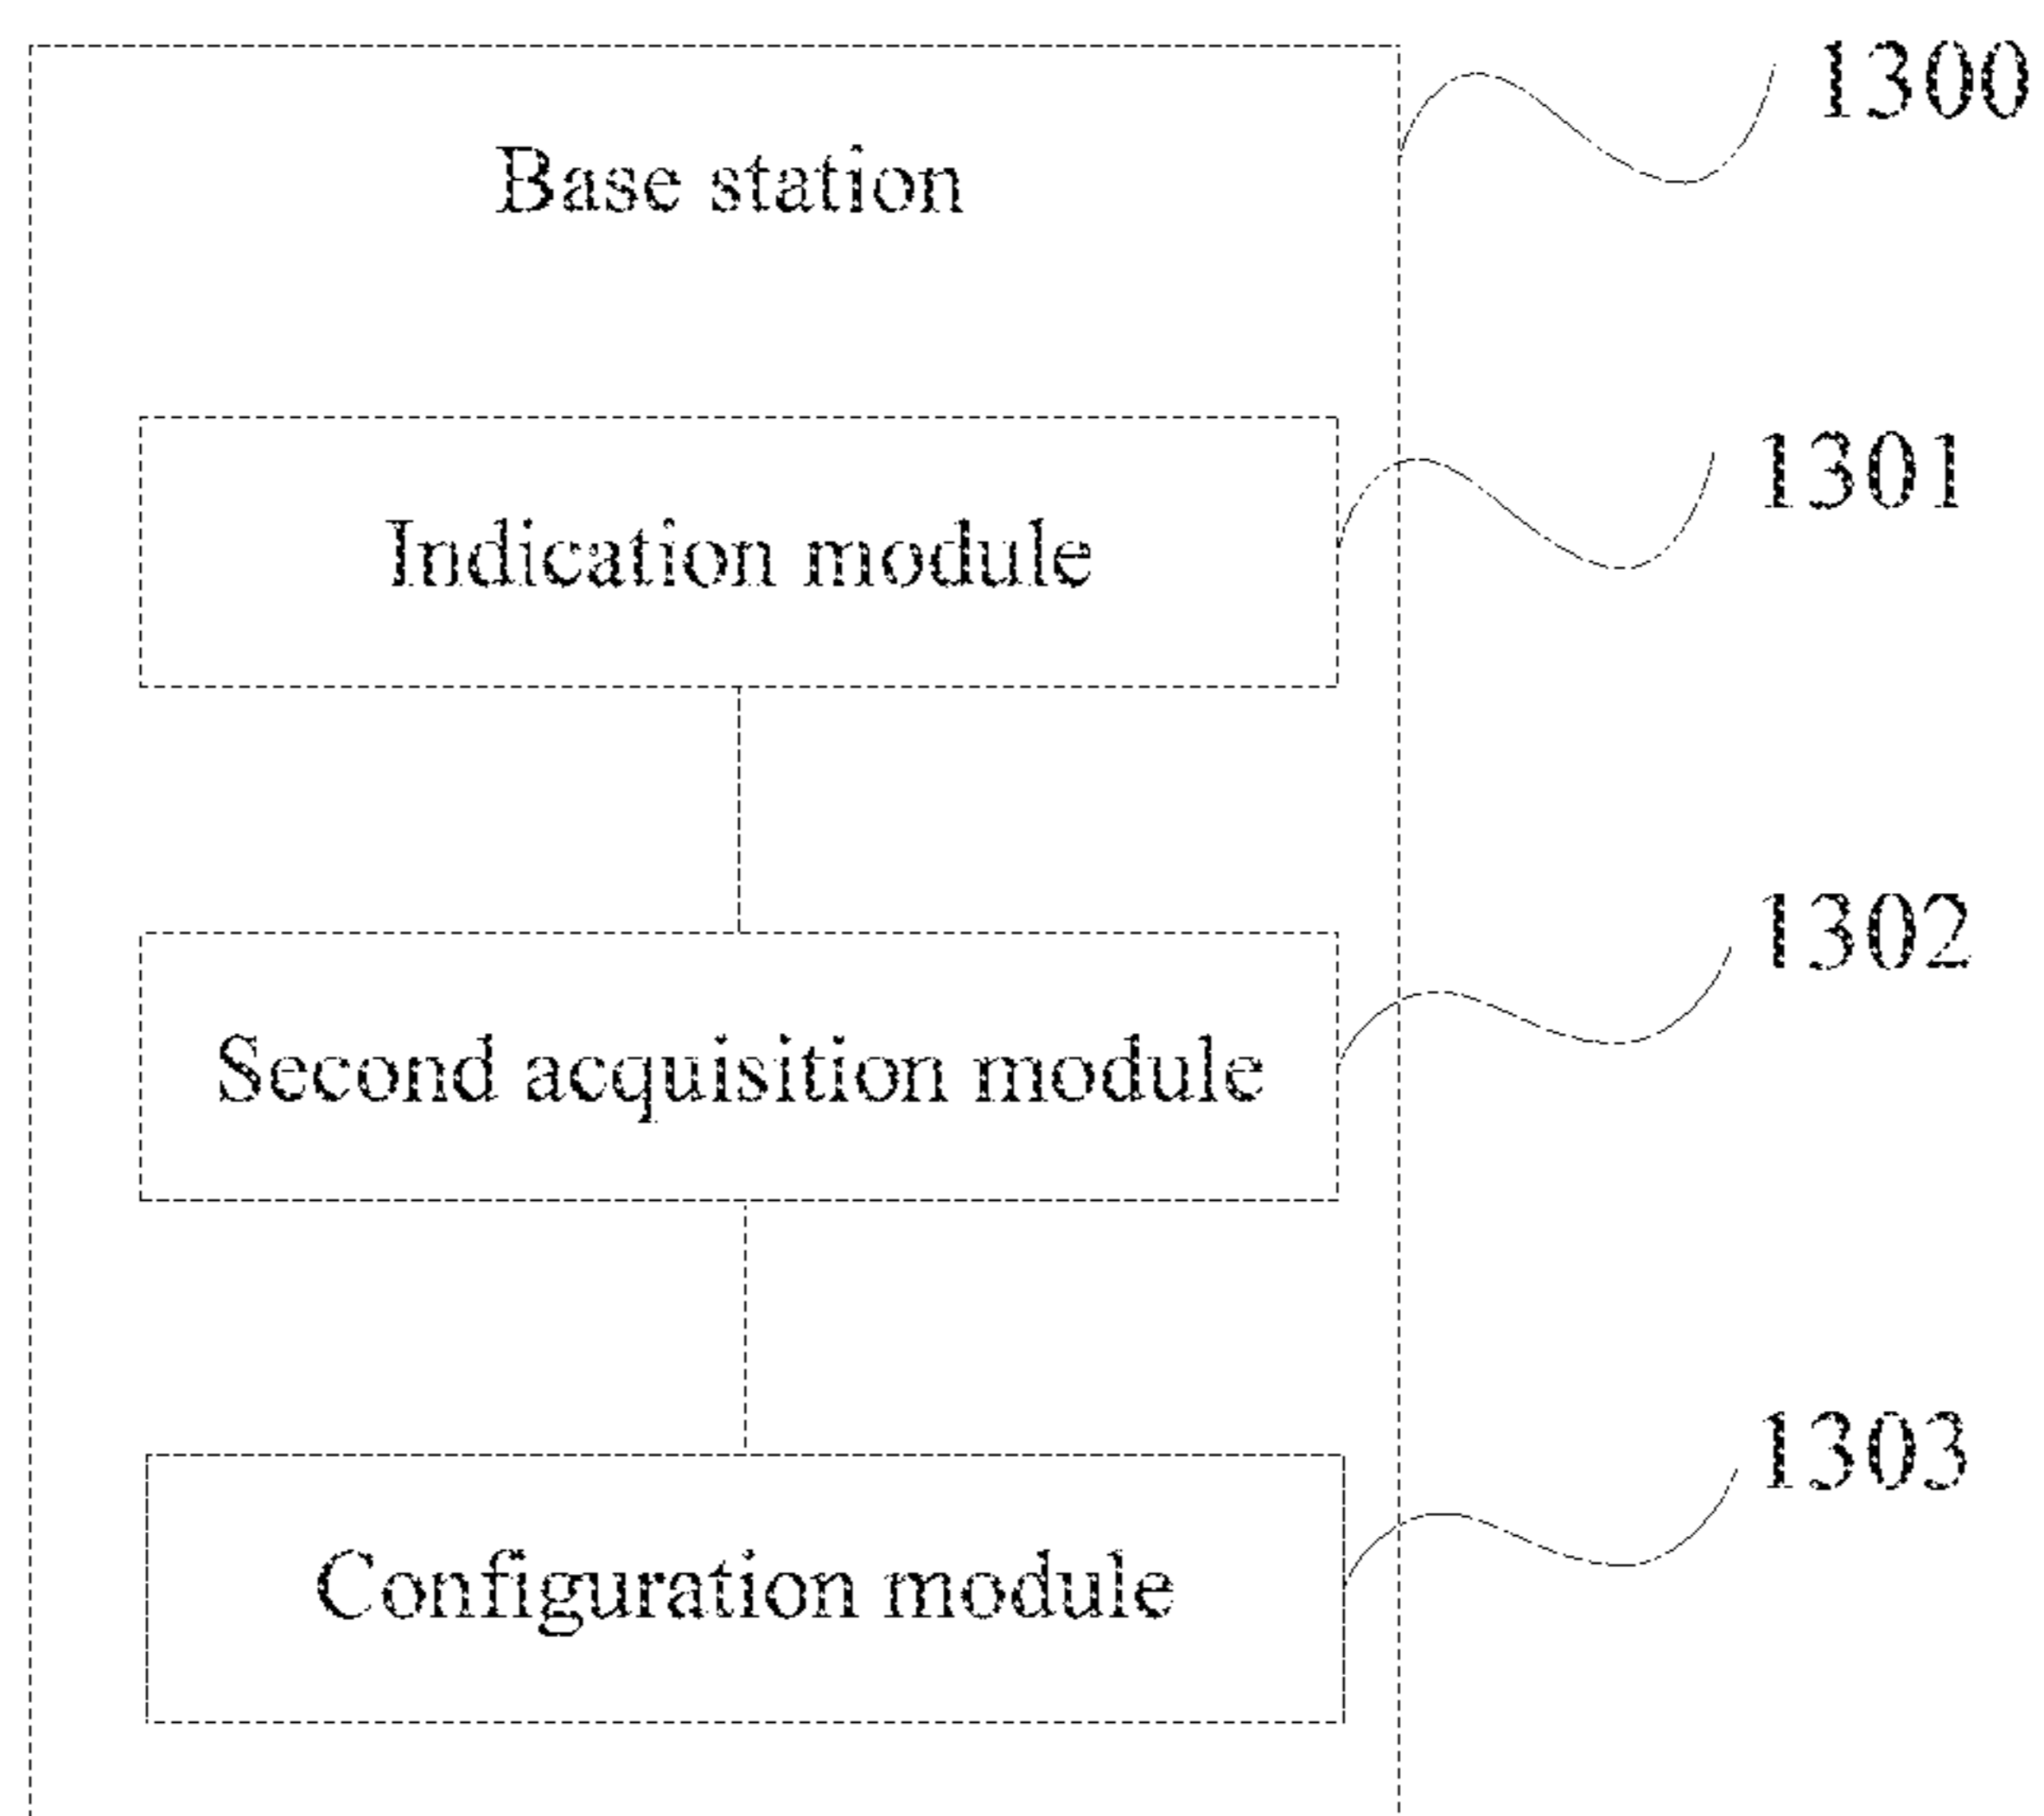 1300
Base station
1301
Indication module
1302
Second acquisition module
1303
Configuration module